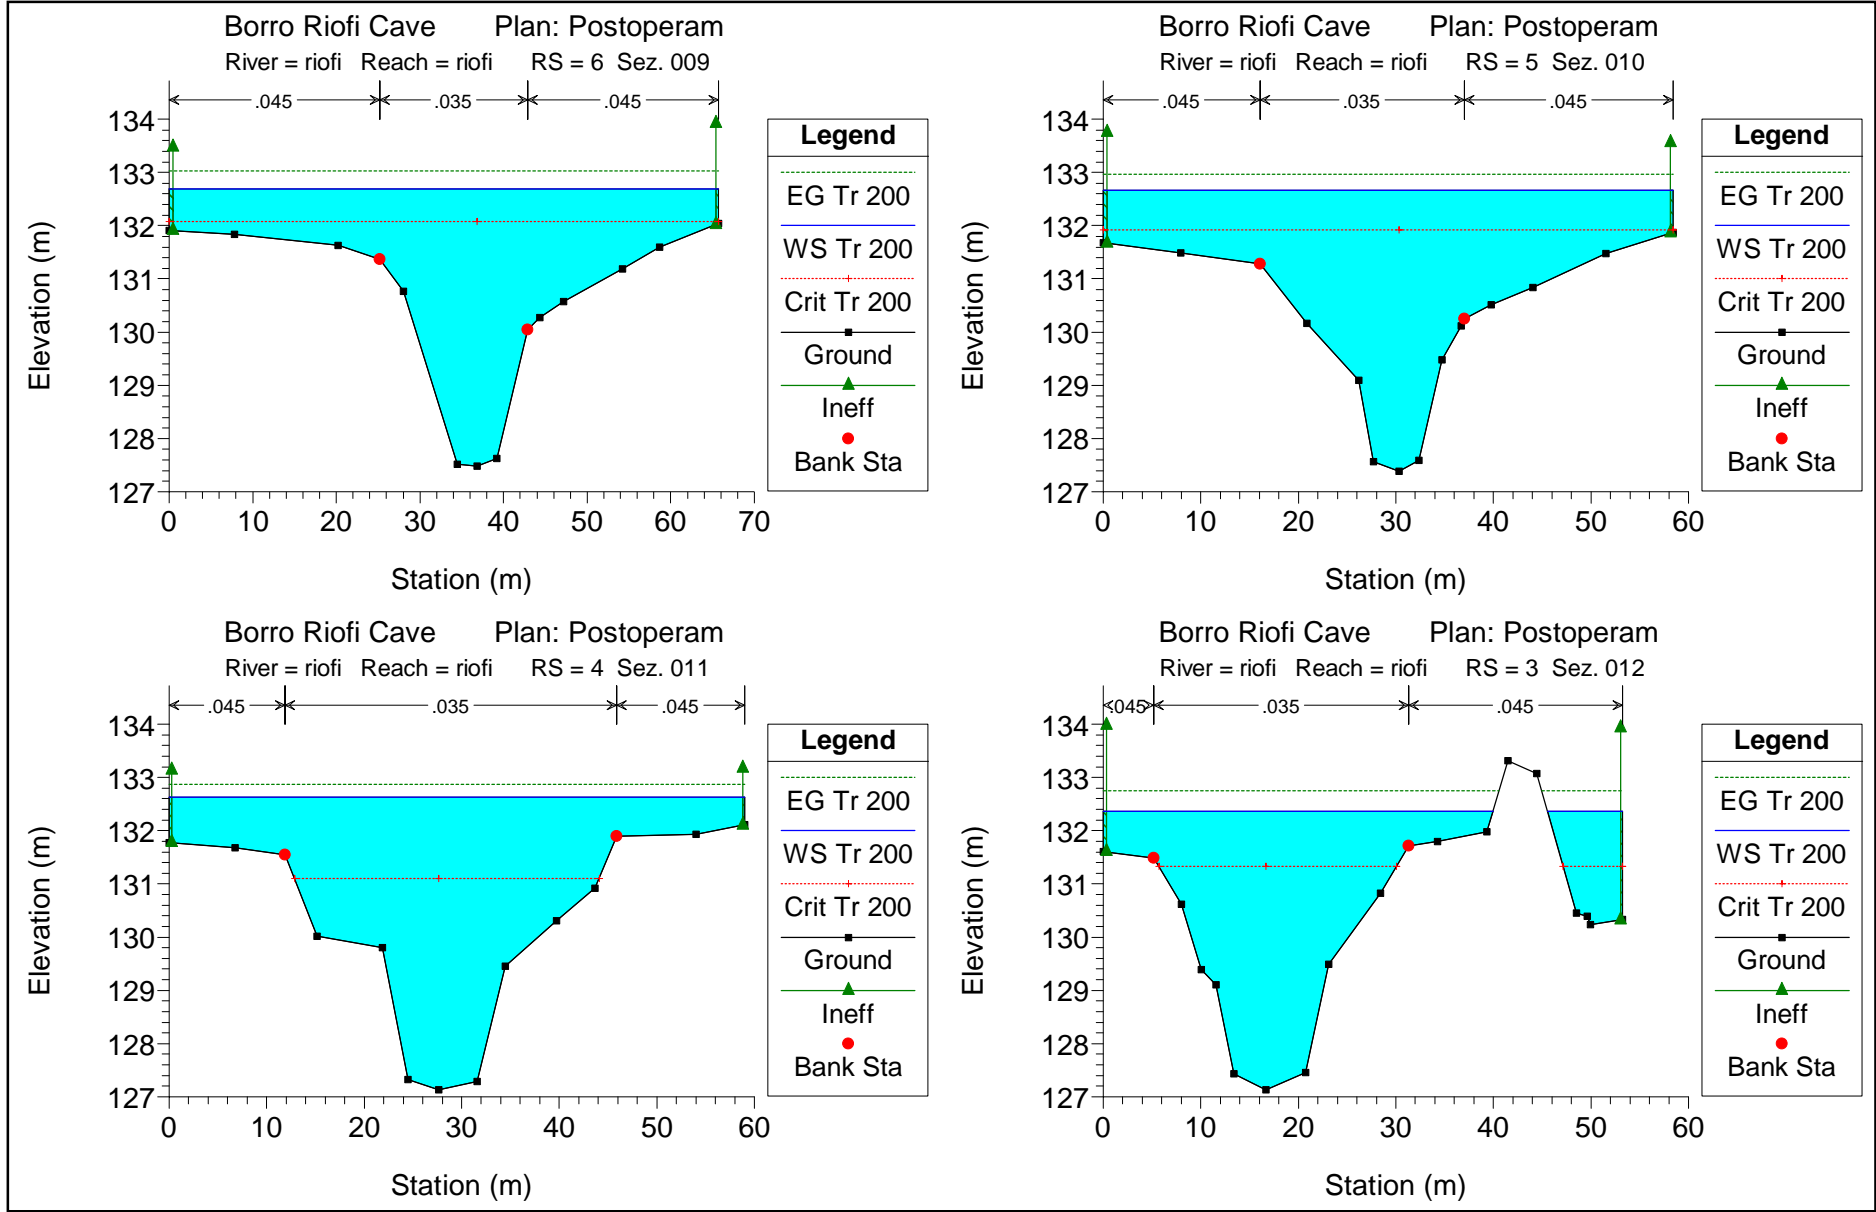 Borro Riofi Cave Plan: Postoperam
River = riofi Reach = riofi RS = 6 Sez. 009
.045 .035 .045
134
133
132
131
130
129
128
127
Elevation (m)
0 10 20 30 40 50 60 70
Station (m)
Legend
EG Tr 200
WS Tr 200
Crit Tr 200
Ground
Ineff
Bank Sta
Borro Riofi Cave Plan: Postoperam
River = riofi Reach = riofi RS = 5 Sez. 010
.045 .035 .045
134
133
132
131
130
129
128
127
Elevation (m)
0 10 20 30 40 50 60
Station (m)
Legend
EG Tr 200
WS Tr 200
Crit Tr 200
Ground
Ineff
Bank Sta
Borro Riofi Cave Plan: Postoperam
River = riofi Reach = riofi RS = 4 Sez. 011
.045 .035 .045
134
133
132
131
130
129
128
127
Elevation (m)
0 10 20 30 40 50 60
Station (m)
Legend
EG Tr 200
WS Tr 200
Crit Tr 200
Ground
Ineff
Bank Sta
Borro Riofi Cave Plan: Postoperam
River = riofi Reach = riofi RS = 3 Sez. 012
.045 .035 .045
134
133
132
131
130
129
128
127
Elevation (m)
0 10 20 30 40 50 60
Station (m)
Legend
EG Tr 200
WS Tr 200
Crit Tr 200
Ground
Ineff
Bank Sta